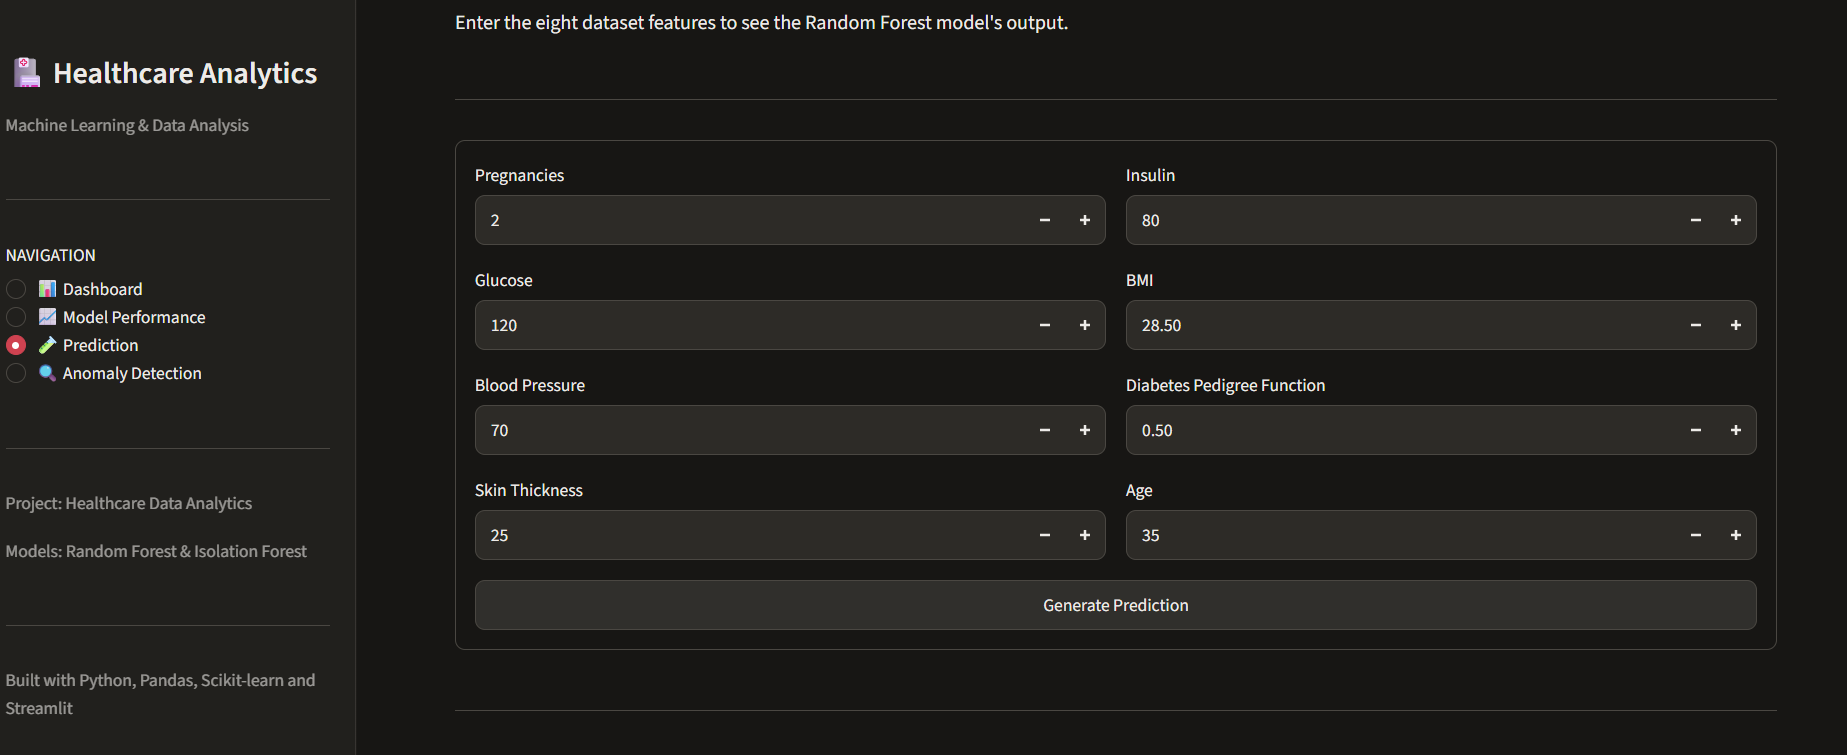 Healthcare Analytics
Machine Learning & Data Analysis
NAVIGATION
Dashboard
Model Performance
Prediction
Anomaly Detection
Project: Healthcare Data Analytics
Models: Random Forest & Isolation Forest
Built with Python, Pandas, Scikit-learn and
Streamlit
Enter the eight dataset features to see the Random Forest model's output.
Pregnancies
2
Glucose
120
Blood Pressure
70
Skin Thickness
25
Insulin
80
BMI
28.50
Diabetes Pedigree Function
0.50
Age
35
Generate Prediction